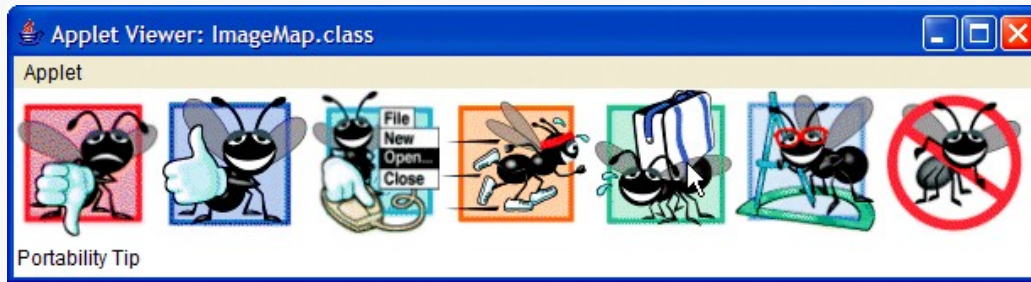 Applet Viewer: ImageMap.class
Applet
File
New
Open...
Close
Portability Tip